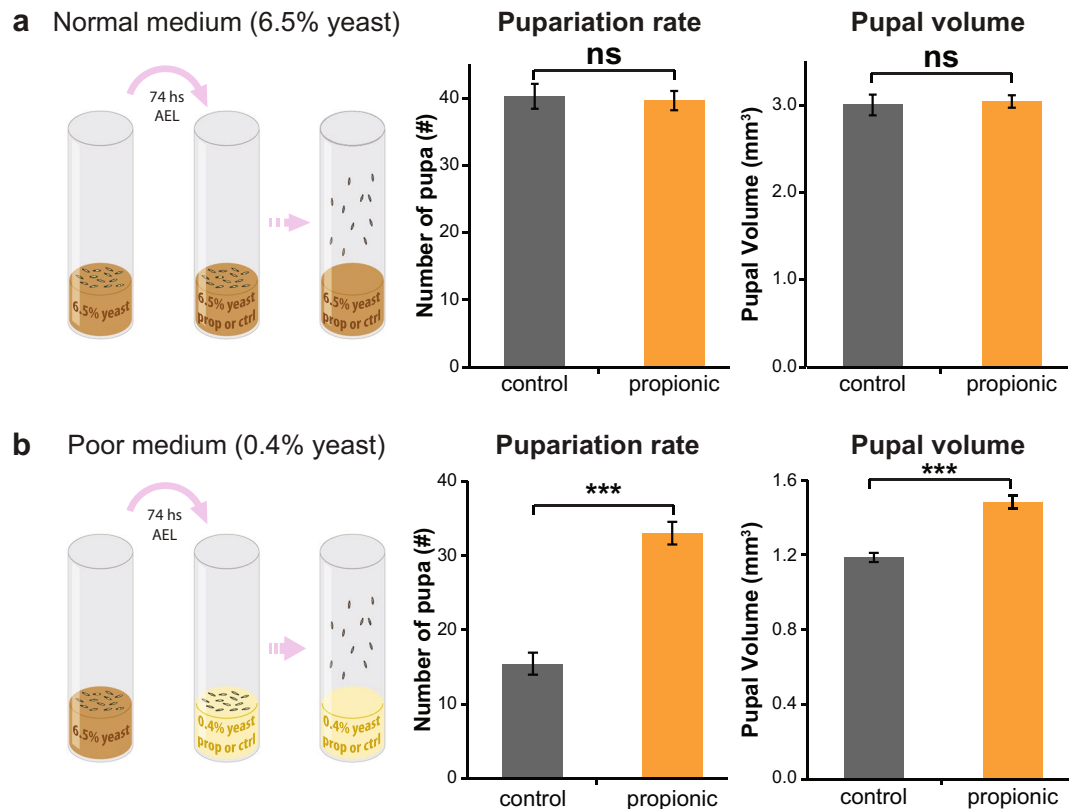 a Normal medium (6.5% yeast)
74 hs
AEL
6.5% yeast
6.5% yeast
prop or ctrl
6.5% yeast
prop or ctrl
Pupariation rate
ns
Number of pupa (#)
40
30
20
40
0
control
propionic
Pupal volume
ns
Pupal Volume (mm³)
3.0
2.0
1.0
0.0
control
propionic
b Poor medium (0.4% yeast)
74 hs
AEL
6.5% yeast
0.4% yeast
prop or ctrl
0.4% yeast
prop or ctrl
Pupariation rate
***
Number of pupa (#)
40
30
20
10
0
control
propionic
Pupal volume
***
Pupal Volume (mm³)
1.6
1.2
0.8
0.4
0.0
control
propionic